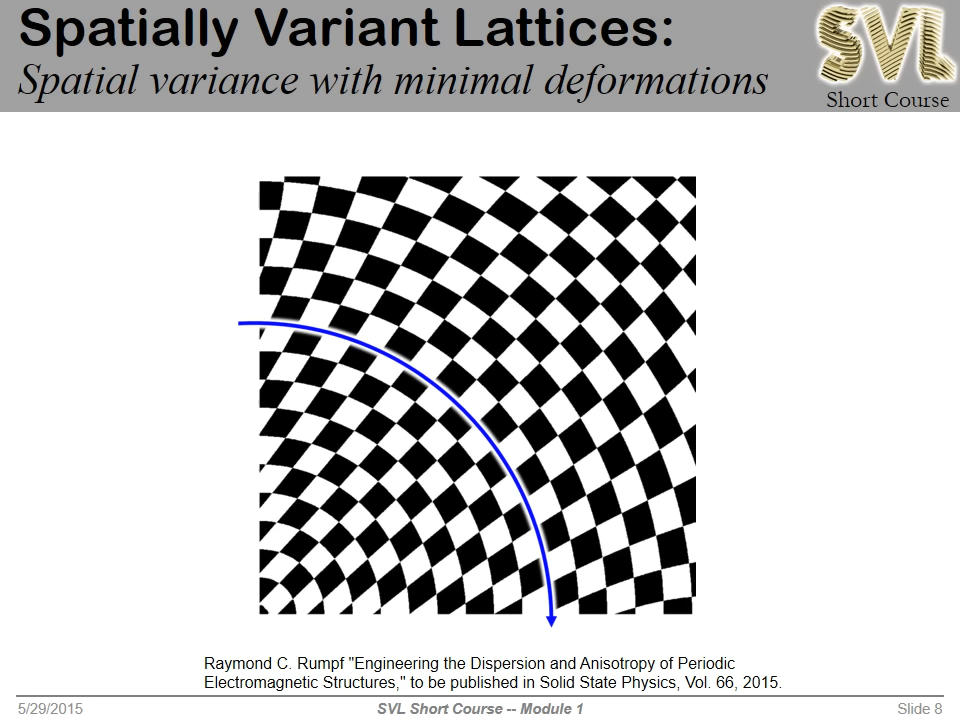 Spatially Variant Lattices:
Spatial variance with minimal deformations
SVL
Short Course
Raymond C. Rumpf "Engineering the Dispersion and Anisotropy of Periodic
Electromagnetic Structures," to be published in Solid State Physics, Vol. 66, 2015.
5/29/2015
SVL Short Course -- Module 1
Slide 8